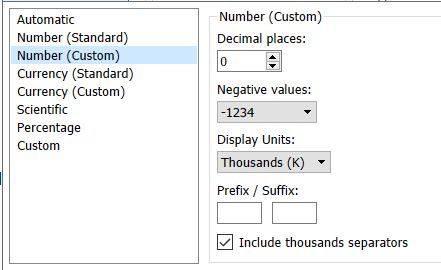 Automatic
Number (Standard)
Number (Custom)
Currency (Standard)
Currency (Custom)
Scientific
Percentage
Custom
Number (Custom)
Decimal places:
0
Negative values:
-1234
Display Units:
Thousands (K)
Prefix / Suffix:
Include thousands separators